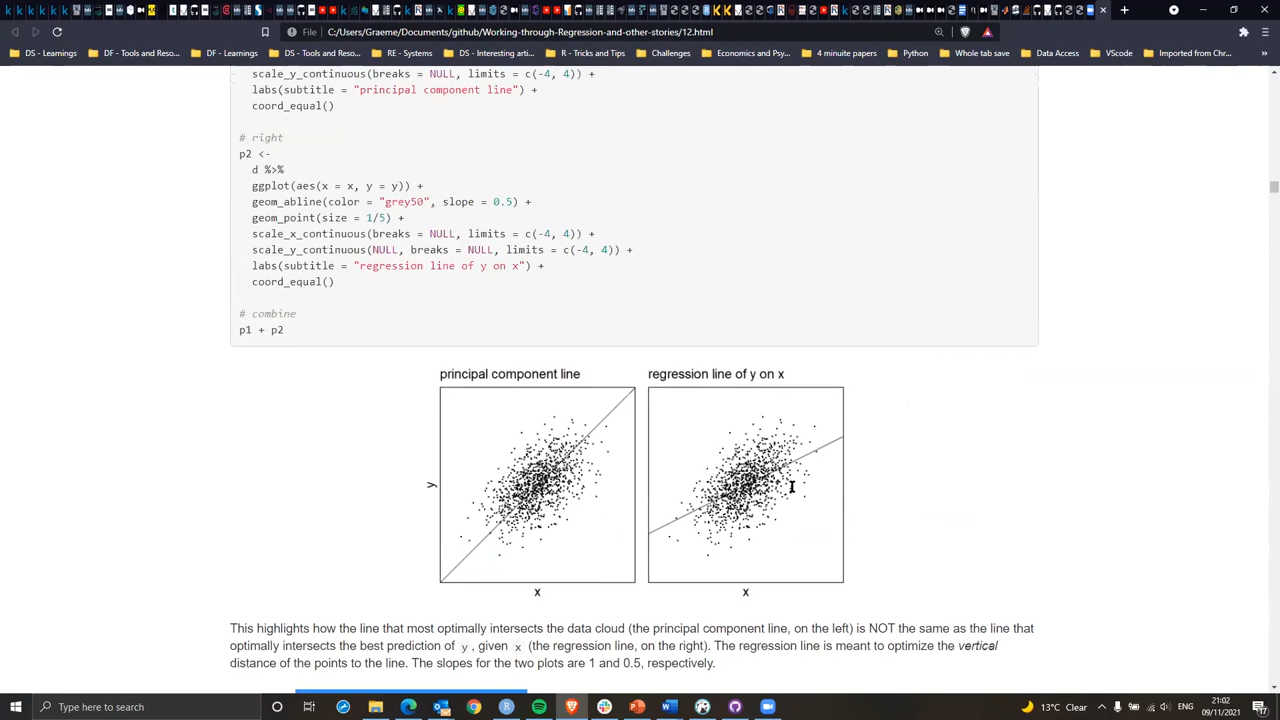 C:/Users/Graeme/Documents/github/Working-through-Regression-and-other-stories/12.html
File
DS - Learnings
DF - Tools and Reso...
DF - Learnings
DS - Tools and Reso...
RE - Systems
DS - Interesting arti...
R - Tricks and Tips
Challenges
Economics and Psy...
4 minute papers
Python
Whole tab save
Data Access
VScode
Imported from Chr...
scale_y_continuous(breaks = NULL, limits = c(-4, 4)) +
labs(subtitle = "principal component line") +
coord_equal()
# right
p2 <-
d %>%
ggplot(aes(x = x, y = y)) +
geom_abline(color = "grey50", slope = 0.5) +
geom_point(size = 1/5) +
scale_x_continuous(breaks = NULL, limits = c(-4, 4)) +
scale_y_continuous(NULL, breaks = NULL, limits = c(-4, 4)) +
labs(subtitle = "regression line of y on x") +
coord_equal()
# combine
p1 + p2
principal component line
regression line of y on x
y
x
x
This highlights how the line that most optimally intersects the data cloud (the principal component line, on the left) is NOT the same as the line that
optimally intersects the best prediction of y , given x (the regression line, on the right). The regression line is meant to optimize the vertical
distance of the points to the line. The slopes for the two plots are 1 and 0.5, respectively.
Type here to search
13°C Clear
21:02
09/11/2021